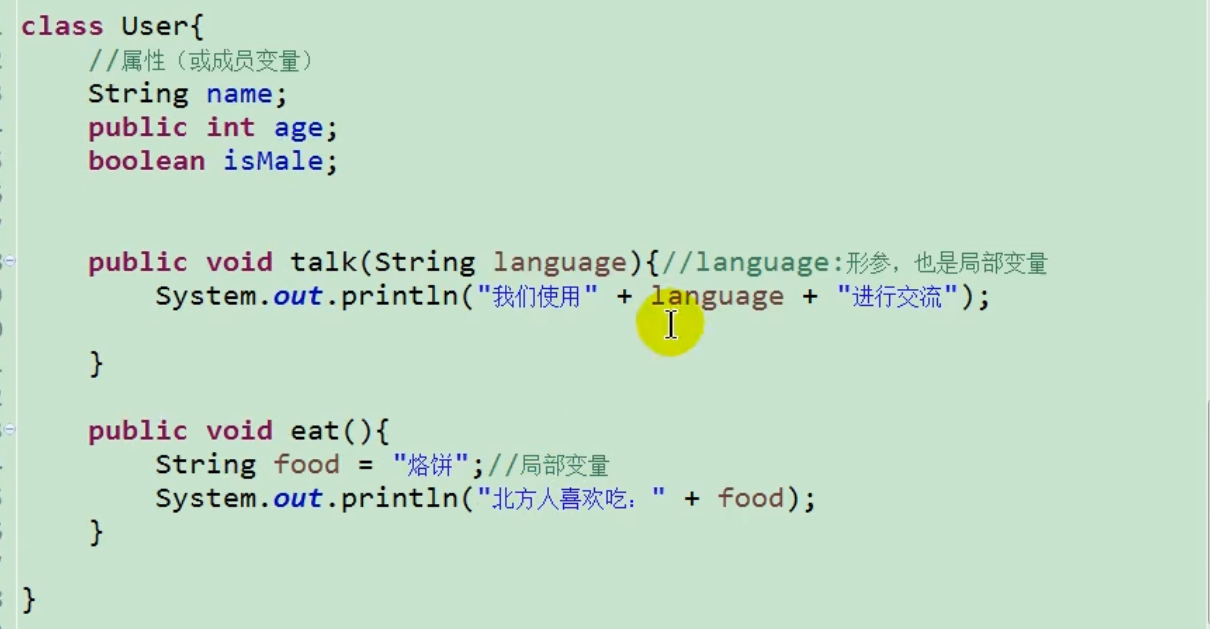 class User{
//属性（或成员变量）
String name;
public int age;
boolean isMale;
public void talk(String language){//language:形参，也是局部变量
System.out.println("我们使用" + language + "进行交流");
}
public void eat(){
String food = "烙饼";//局部变量
System.out.println("北方人喜欢吃：" + food);
}
}